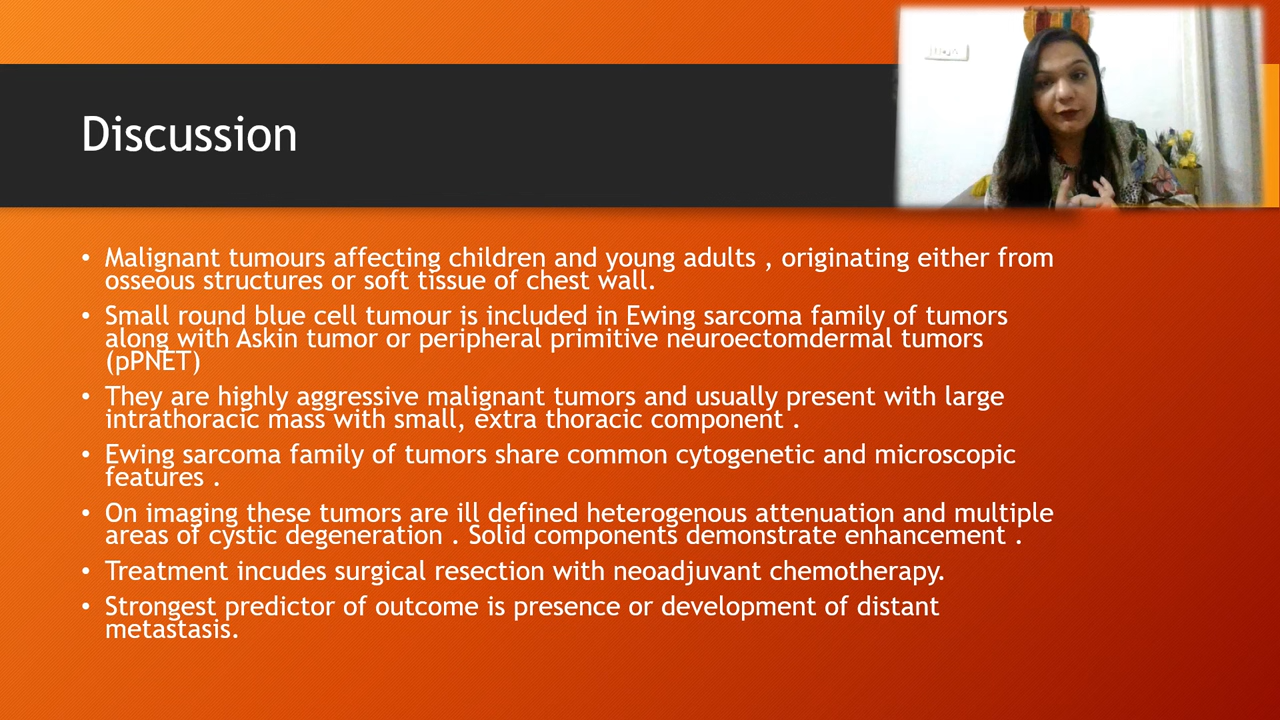 Discussion
• Malignant tumours affecting children and young adults , originating either from
osseous structures or soft tissue of chest wall.
• Small round blue cell tumour is included in Ewing sarcoma family of tumors
along with Askin tumor or peripheral primitive neuroectomdermal tumors
(pPNET)
• They are highly aggressive malignant tumors and usually present with large
intrathoracic mass with small, extra thoracic component .
• Ewing sarcoma family of tumors share common cytogenetic and microscopic
features .
• On imaging these tumors are ill defined heterogenous attenuation and multiple
areas of cystic degeneration . Solid components demonstrate enhancement .
• Treatment incudes surgical resection with neoadjuvant chemotherapy.
• Strongest predictor of outcome is presence or development of distant
metastasis.